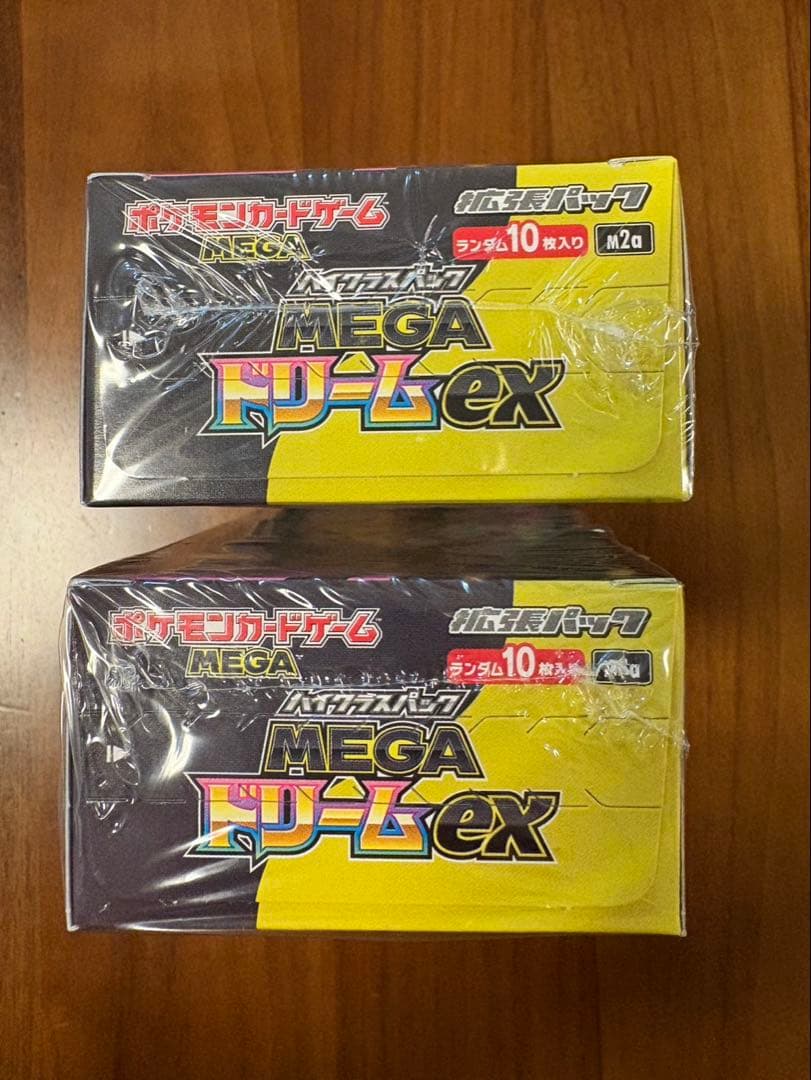 ポケモンカードゲーム
MEGA
拡張パック
ランダム10枚入り M2a
ハイクラスパック
MEGA
ドリームex
ポケモンカードゲーム
MEGA
拡張パック
ランダム10枚入り
ハイクラスパック
MEGA
ドリームex